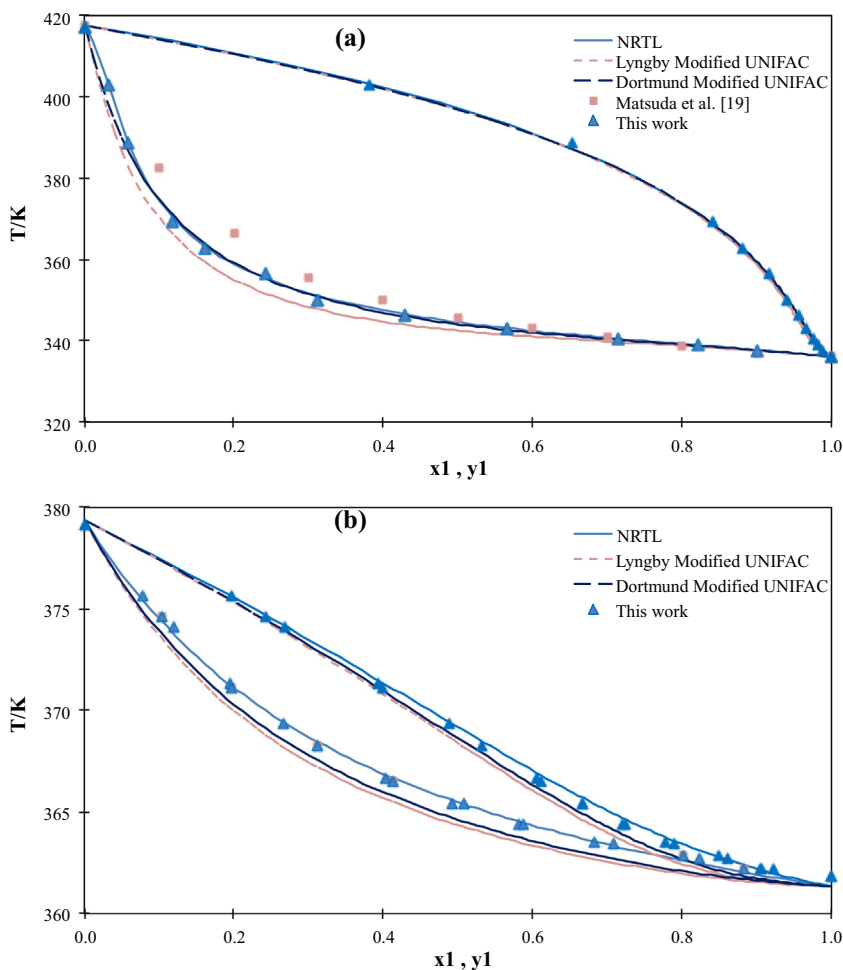 (a)
NRTL
Lyngby Modified UNIFAC
Dortmund Modified UNIFAC
Matsuda et al. [19]
This work
420
400
380
360
340
320
T/K
0.0 0.2 0.4 0.6 0.8 1.0
x1 , y1
(b)
NRTL
Lyngby Modified UNIFAC
Dortmund Modified UNIFAC
This work
380
375
370
365
360
T/K
0.0 0.2 0.4 0.6 0.8 1.0
x1 , y1